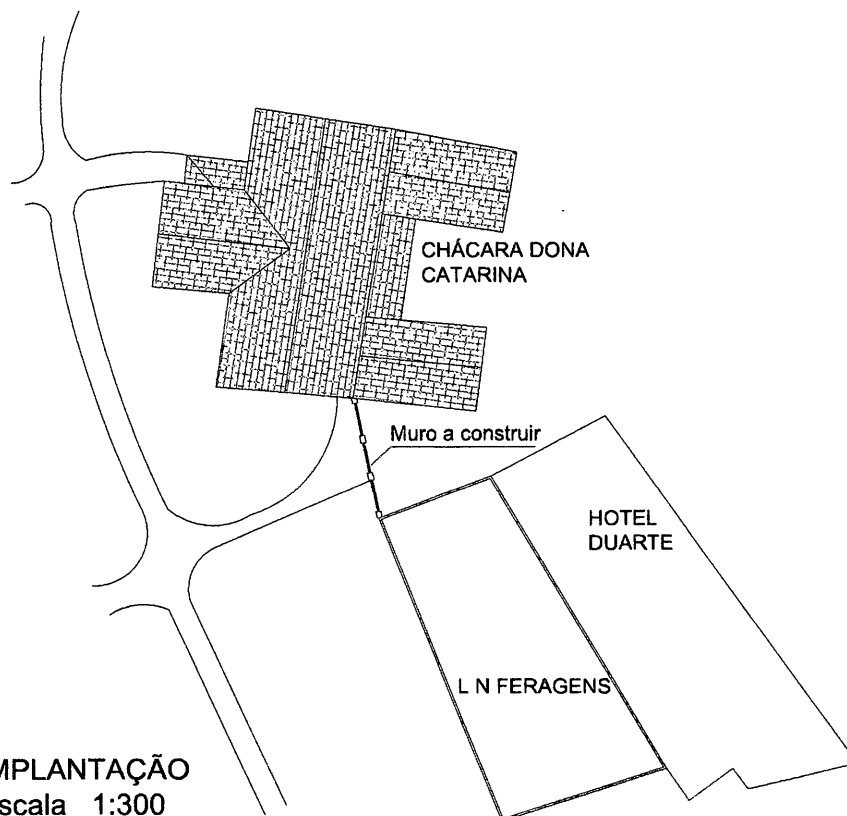 CHÁCARA DONA
CATARINA
Muro a construir
HOTEL
DUARTE
L N FERAGENS
MPLANTAÇÃO
scala 1:300